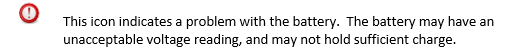 This icon indicates a problem with the battery.  The battery may have an
unacceptable voltage reading, and may not hold sufficient charge.